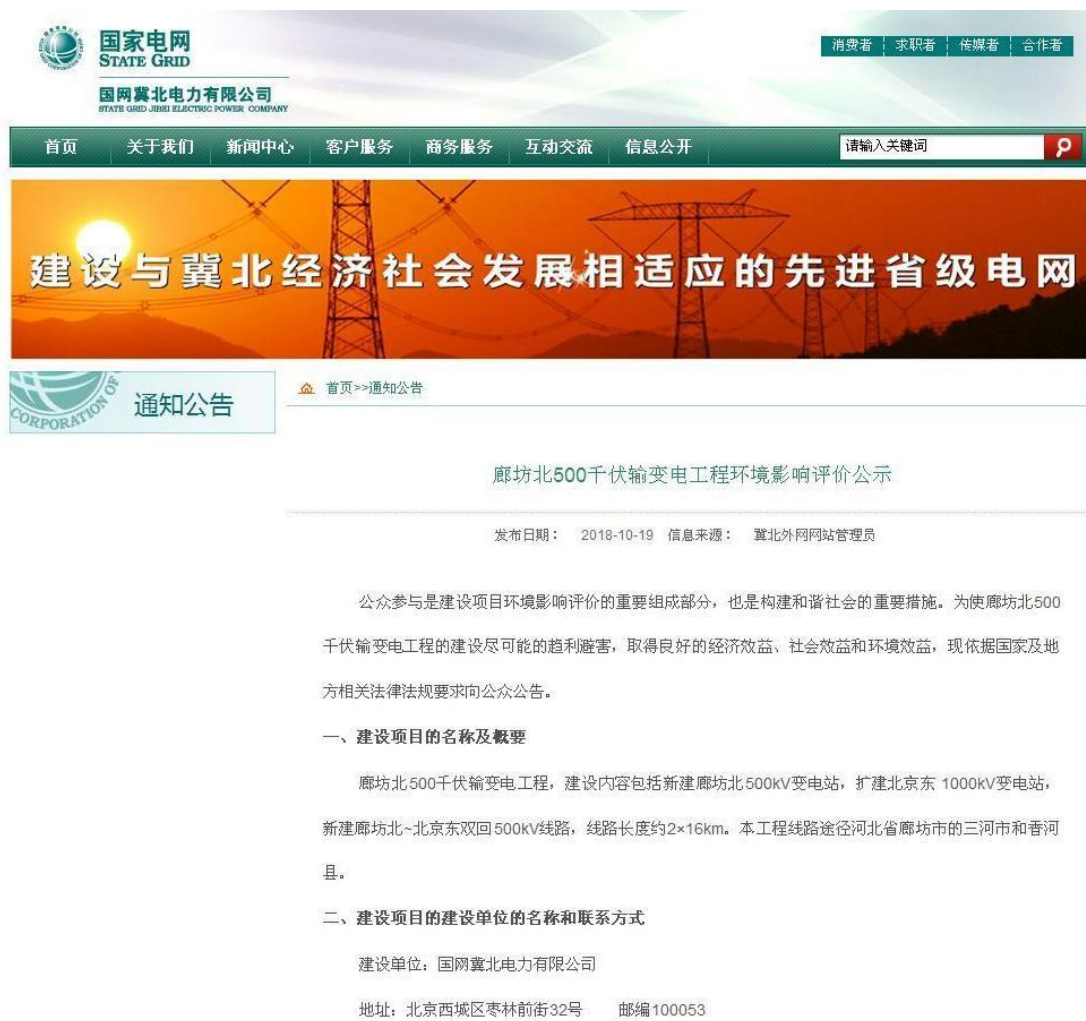 国家电网
STATE GRID
国网冀北电力有限公司
STATE GRID JIBEI ELECTRIC POWER COMPANY
消费者 求职者 传媒者 合作者
首页 关于我们 新闻中心 客户服务 商务服务 互动交流 信息公开 请输入关键词
建设与冀北经济社会发展相适应的先进省级电网
CORPORATION OF
通知公告
首页>>通知公告
廊坊北500千伏输变电工程环境影响评价公示
发布日期： 2018-10-19 信息来源： 冀北外网网站管理员
公众参与是建设项目环境影响评价的重要组成部分，也是构建和谐社会的重要措施。为使廊坊北500
千伏输变电工程的建设尽可能的趋利避害，取得良好的经济效益、社会效益和环境效益，现依据国家及地
方相关法律法规要求向公众公告。
一、建设项目的名称及概要
廊坊北500千伏输变电工程，建设内容包括新建廊坊北500kV变电站，扩建北京东 1000kV变电站，
新建廊坊北~北京东双回500kV线路，线路长度约2×16km。本工程线路途径河北省廊坊市的三河市和香河
县。
二、建设项目的建设单位的名称和联系方式
建设单位：国网冀北电力有限公司
地址：北京西城区枣林前街32号 邮编100053